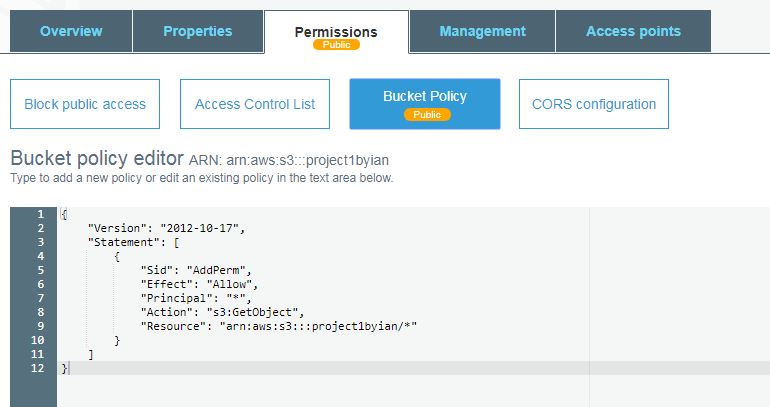 Overview Properties Permissions Management Access points
Public
Block public access Access Control List Bucket Policy CORS configuration
Public
Bucket policy editor ARN: arn:aws:s3:::project1byian
Type to add a new policy or edit an existing policy in the text area below.
1 {
2 "Version": "2012-10-17",
3 "Statement": [
4 {
5 "Sid": "AddPerm",
6 "Effect": "Allow",
7 "Principal": "*",
8 "Action": "s3:GetObject",
9 "Resource": "arn:aws:s3:::project1byian/*"
10 }
11 ]
12 }